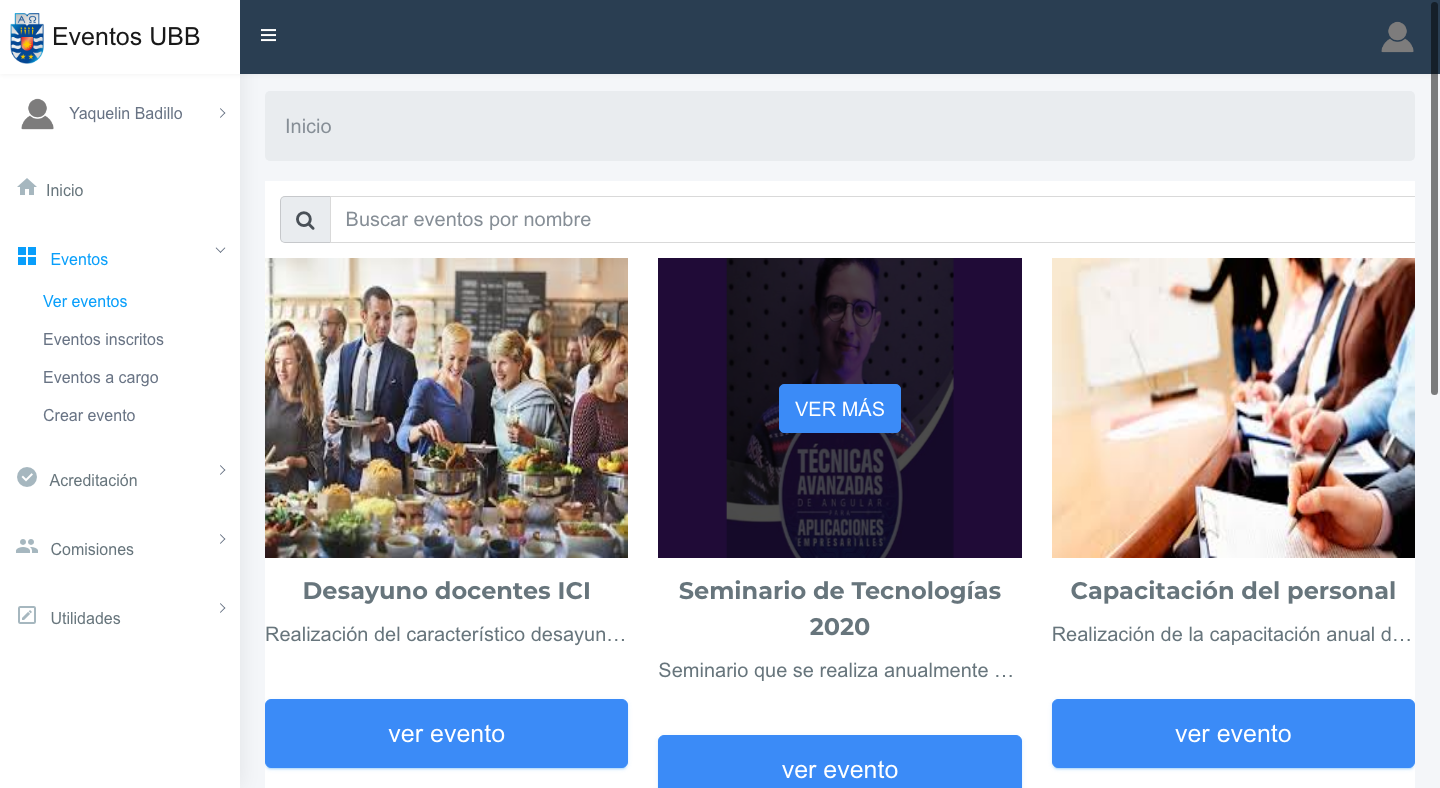 Eventos UBB
Yaquelin Badillo
Inicio
Eventos
Ver eventos
Eventos inscritos
Eventos a cargo
Crear evento
Acreditación
Comisiones
Utilidades
Inicio
Buscar eventos por nombre
VER MÁS
TÉCNICAS
AVANZADAS
DE ANGULAR
PARA
APLICACIONES
EMPRESARIALES
Desayuno docentes ICI
Realización del característico desayun...
ver evento
Seminario de Tecnologías
2020
Seminario que se realiza anualmente ...
ver evento
Capacitación del personal
Realización de la capacitación anual d...
ver evento